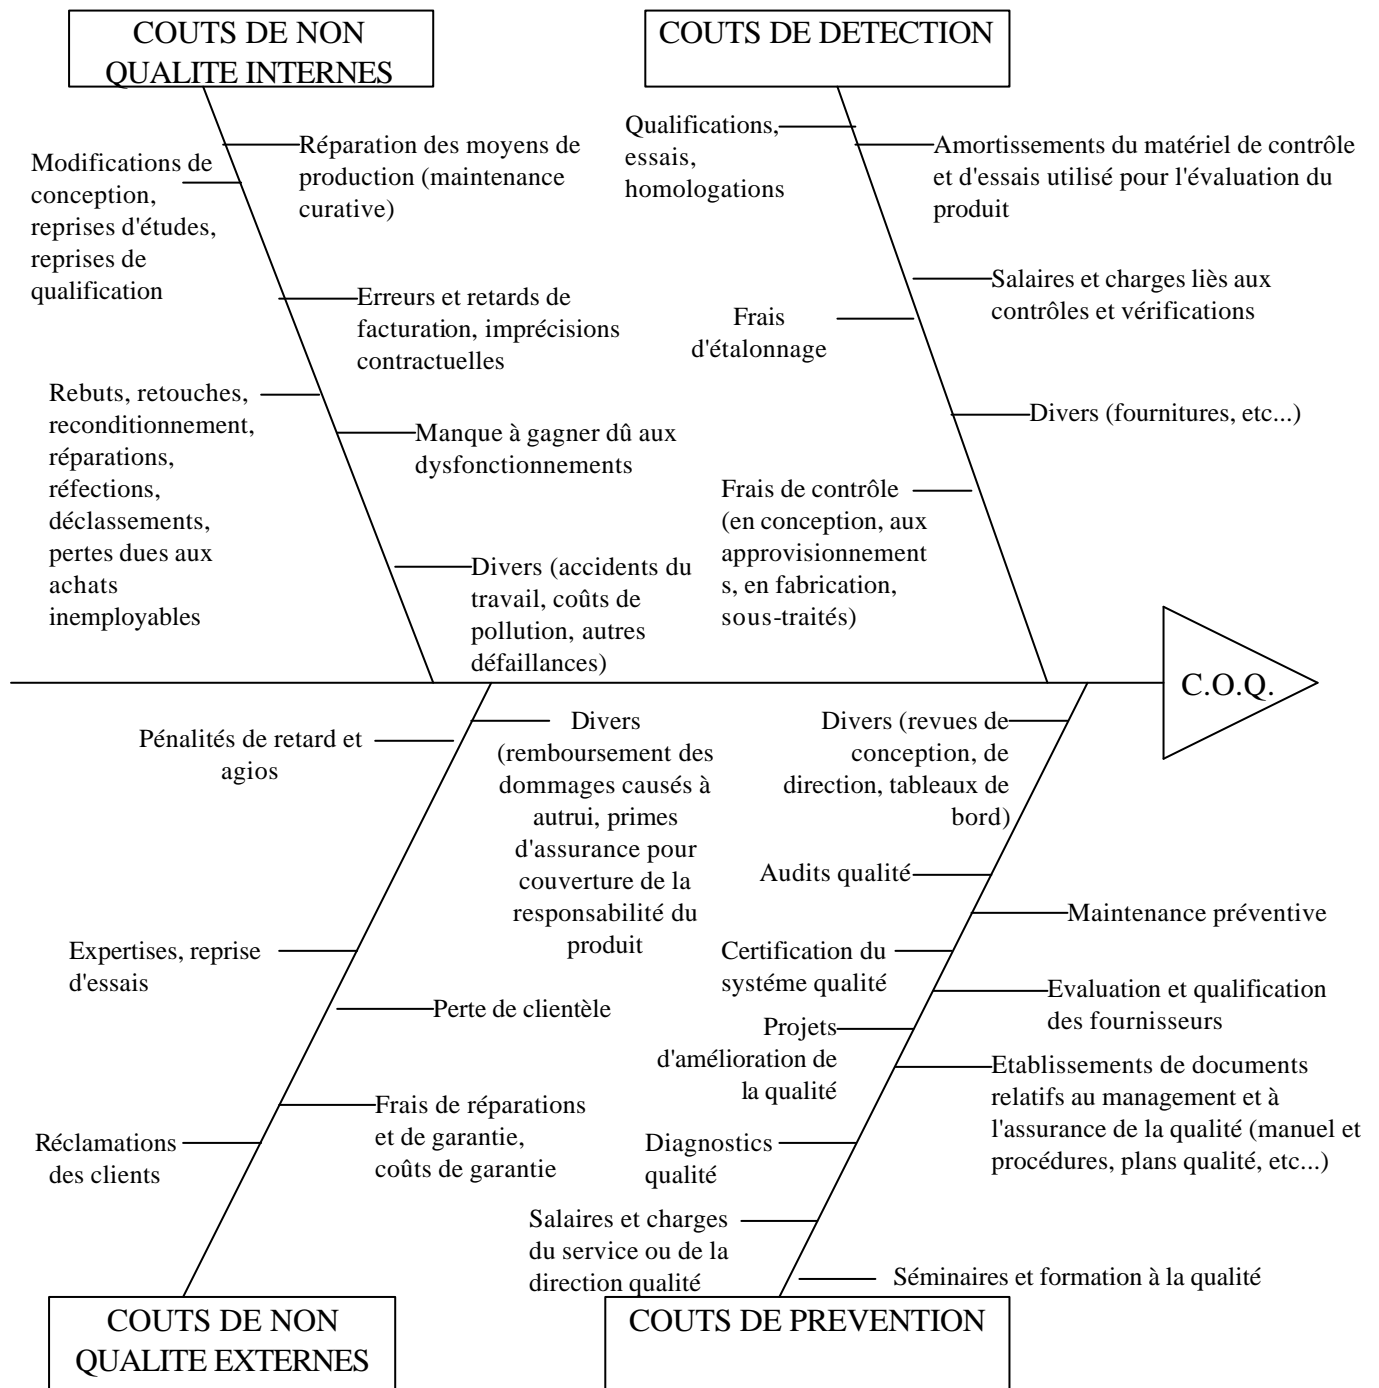 COUTS DE NON
QUALITE INTERNES
Réparation des moyens de
production (maintenance
curative)
Modifications de
conception,
reprises d'études,
reprises de
qualification
Erreurs et retards de
facturation, imprécisions
contractuelles
Rebuts, retouches,
reconditionnement,
réparations,
réfections,
déclassements,
pertes dues aux
achats
inemployables
Manque à gagner dû aux
dysfonctionnements
Divers (accidents du
travail, coûts de
pollution, autres
défaillances)
COUTS DE DETECTION
Qualifications,
essais,
homologations
Amortissements du matériel de contrôle
et d'essais utilisé pour l'évaluation du
produit
Salaires et charges liès aux
contrôles et vérifications
Frais
d'étalonnage
Divers (fournitures, etc...)
Frais de contrôle
(en conception, aux
approvisionnement
s, en fabrication,
sous-traités)
C.O.Q.
Pénalités de retard et
agios
Divers
(remboursement des
dommages causés à
autrui, primes
d'assurance pour
couverture de la
responsabilité du
produit
Expertises, reprise
d'essais
Perte de clientèle
Frais de réparations
et de garantie,
coûts de garantie
Réclamations
des clients
COUTS DE NON
QUALITE EXTERNES
Divers (revues de
conception, de
direction, tableaux de
bord)
Audits qualité
Maintenance préventive
Certification du
systéme qualité
Evaluation et qualification
des fournisseurs
Projets
d'amélioration de
la qualité
Etablissements de documents
relatifs au management et à
l'assurance de la qualité (manuel et
procédures, plans qualité, etc...)
Diagnostics
qualité
Salaires et charges
du service ou de la
direction qualité
Séminaires et formation à la qualité
COUTS DE PREVENTION